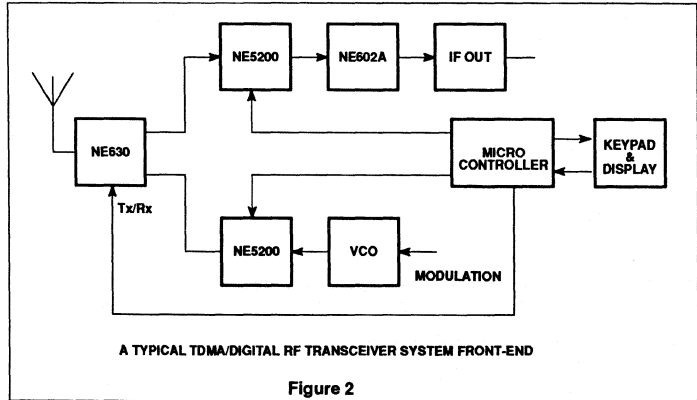 NE5200
NE602A
IF OUT
NE630
MICRO
CONTROLLER
KEYPAD
&
DISPLAY
Tx/Rx
NE5200
VCO
MODULATION
A TYPICAL TDMA/DIGITAL RF TRANSCEIVER SYSTEM FRONT-END
Figure 2